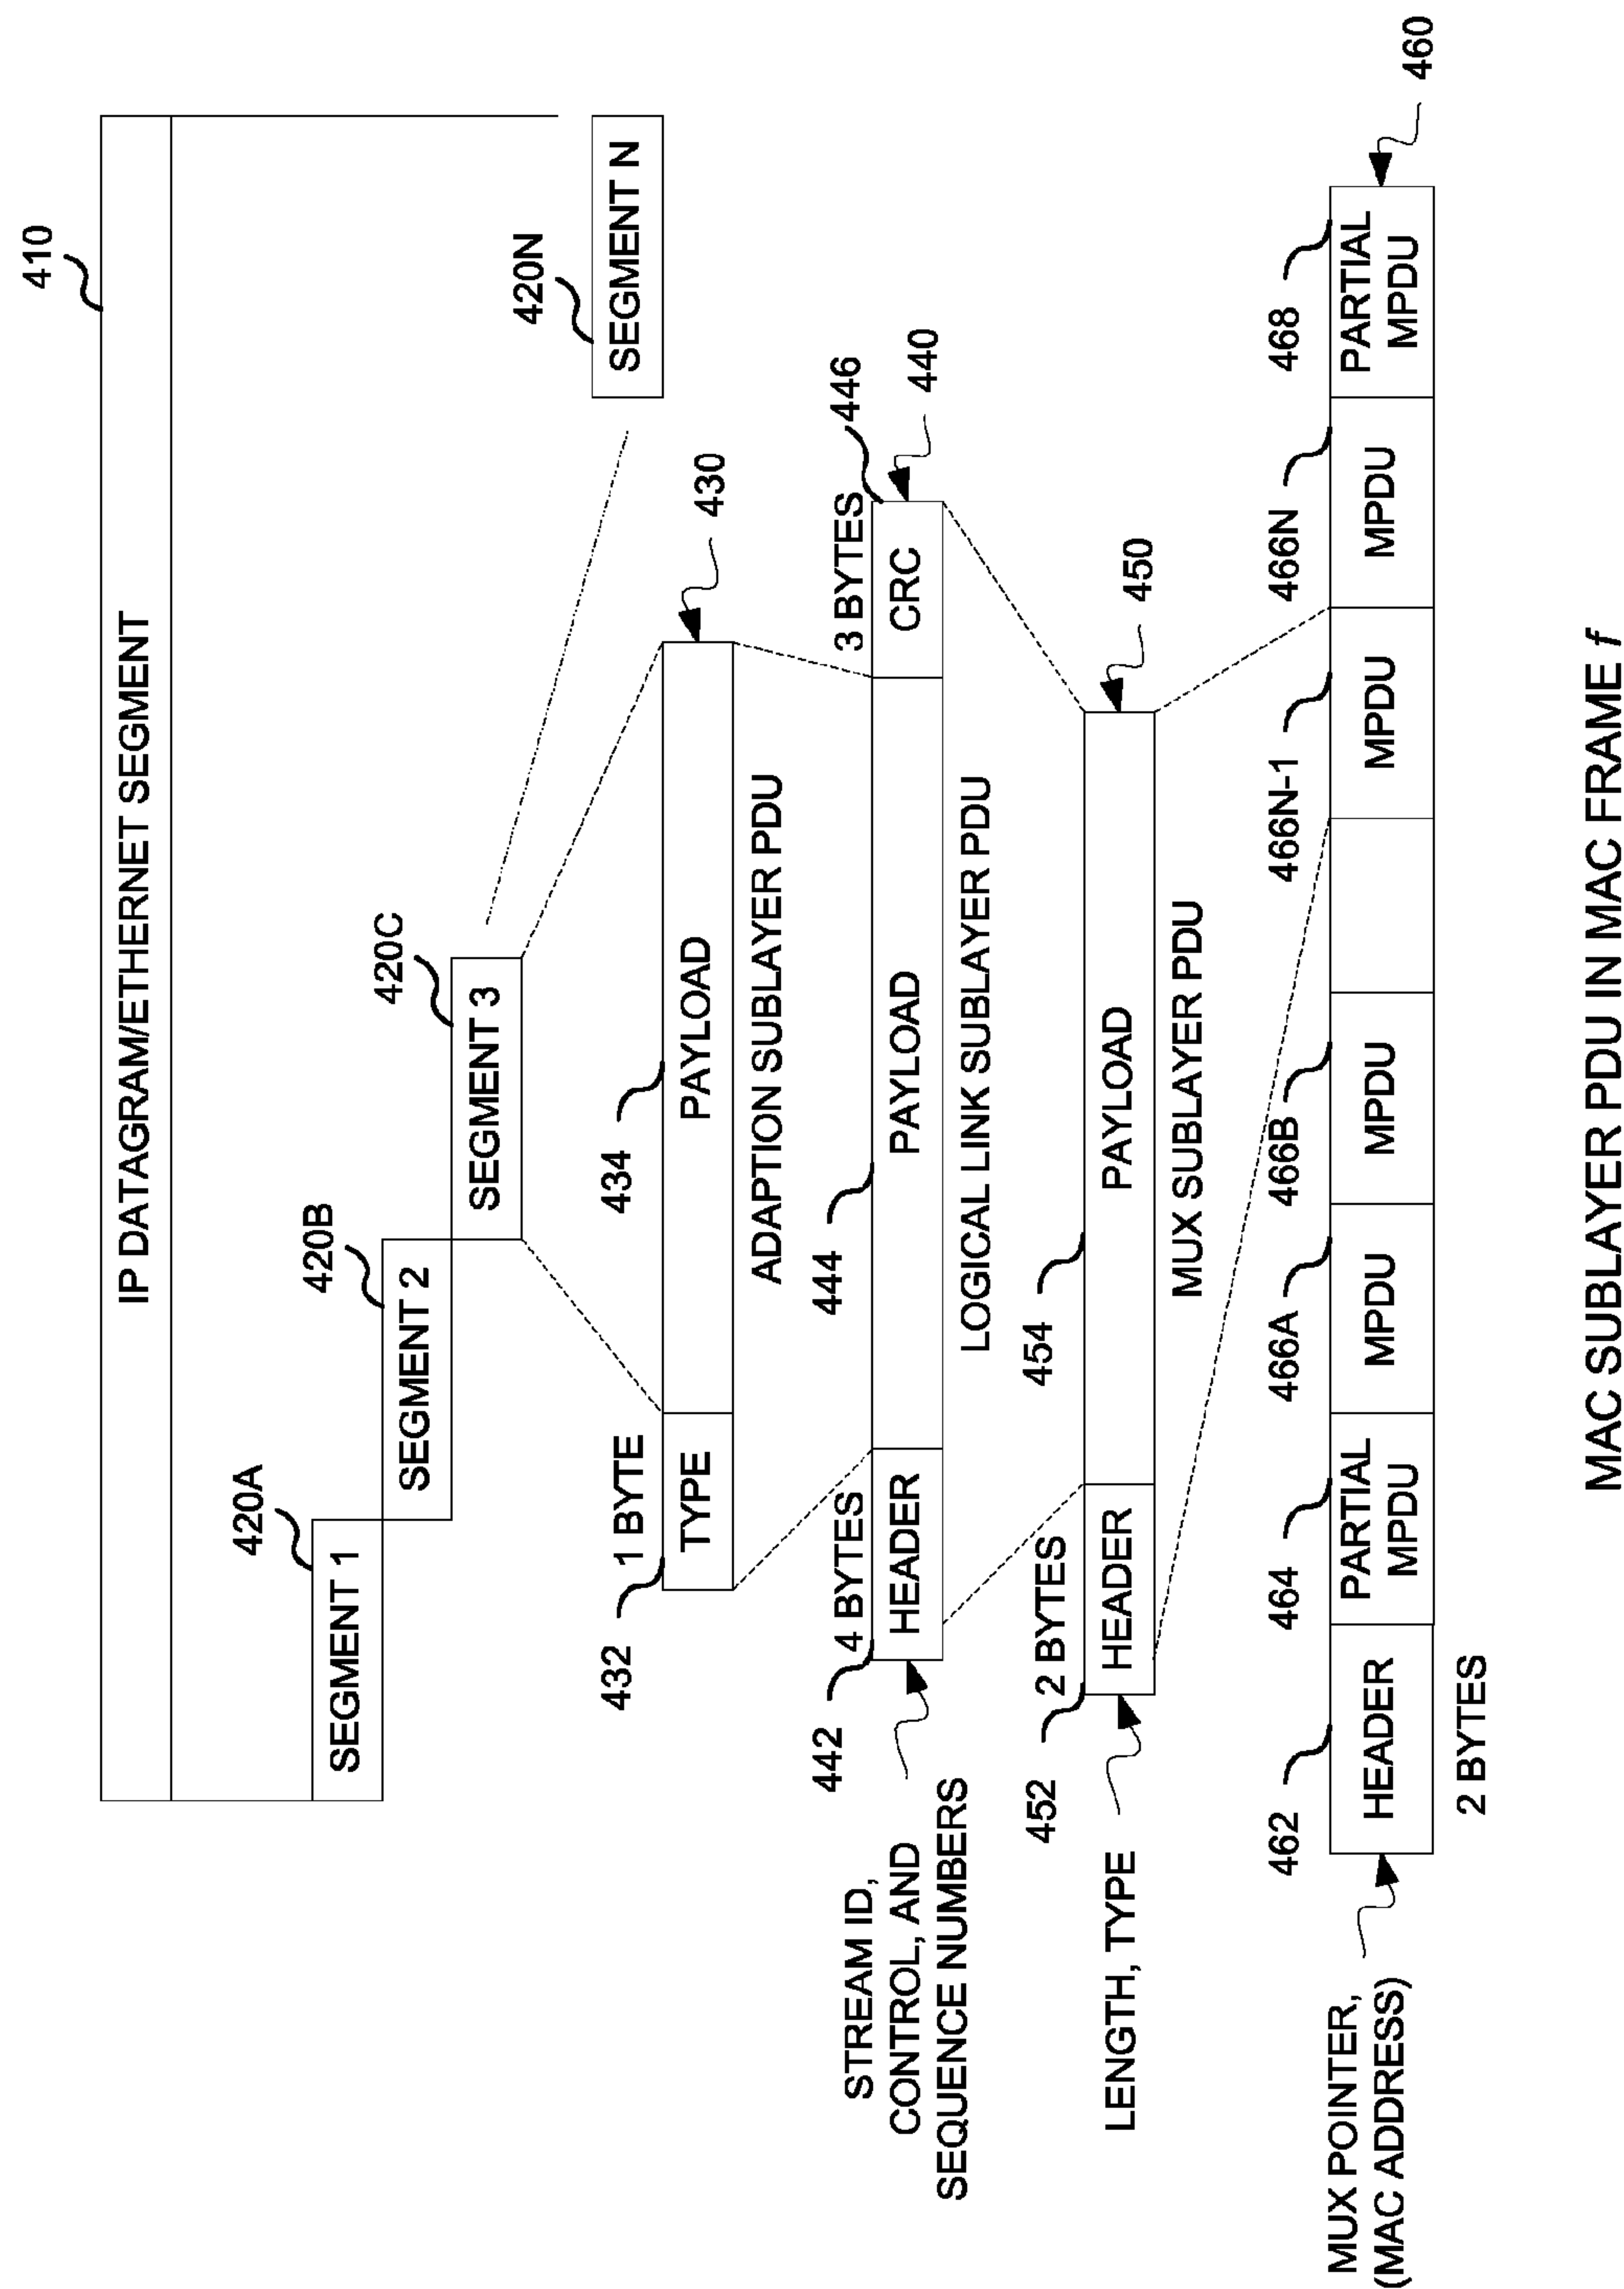 410
IP DATAGRAM/ETHERNET SEGMENT
420A
SEGMENT 1
420B
SEGMENT 2
420C
SEGMENT 3
420N
SEGMENT N
432
1 BYTE
434
430
TYPE
PAYLOAD
ADAPTION SUBLAYER PDU
442
4 BYTES
444
3 BYTES
446
440
STREAM ID,
CONTROL, AND
SEQUENCE NUMBERS
HEADER
PAYLOAD
CRC
LOGICAL LINK SUBLAYER PDU
452
2 BYTES
454
450
LENGTH, TYPE
HEADER
PAYLOAD
MUX SUBLAYER PDU
462
464
466A
466B
466N-1
466N
468
460
MUX POINTER,
(MAC ADDRESS)
HEADER
PARTIAL
MPDU
MPDU
MPDU
MPDU
MPDU
PARTIAL
MPDU
2 BYTES
MAC SUBLAYER PDU IN MAC FRAME f